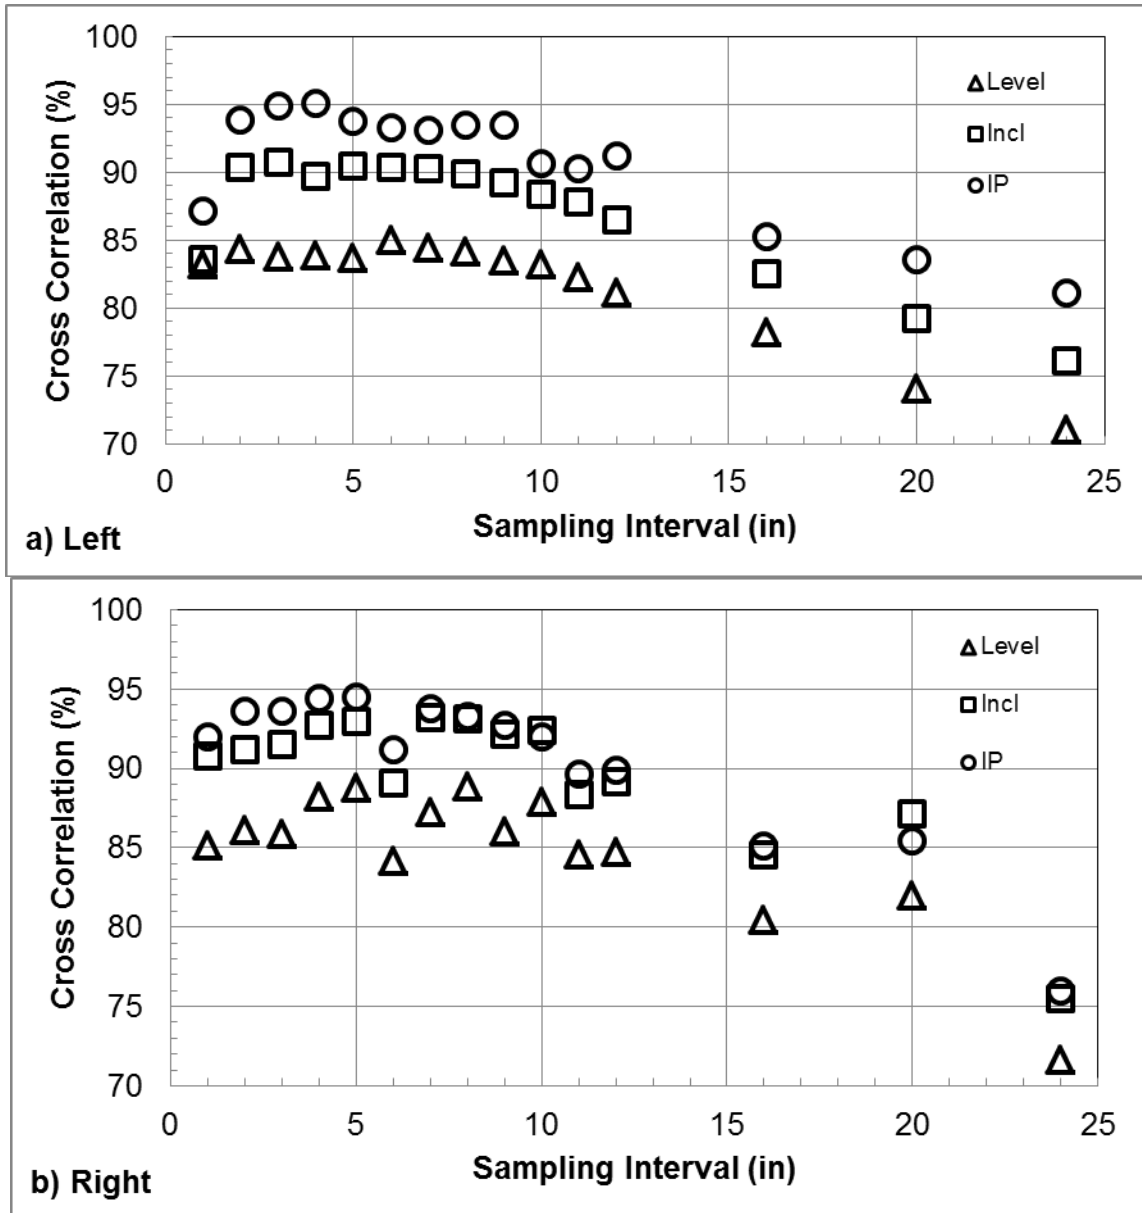 100
95
90
85
80
75
70
Cross Correlation (%)
Level
Incl
IP
0 5 10 15 20 25
Sampling Interval (in)
a) Left
100
95
90
85
80
75
70
Cross Correlation (%)
Level
Incl
IP
0 5 10 15 20 25
Sampling Interval (in)
b) Right